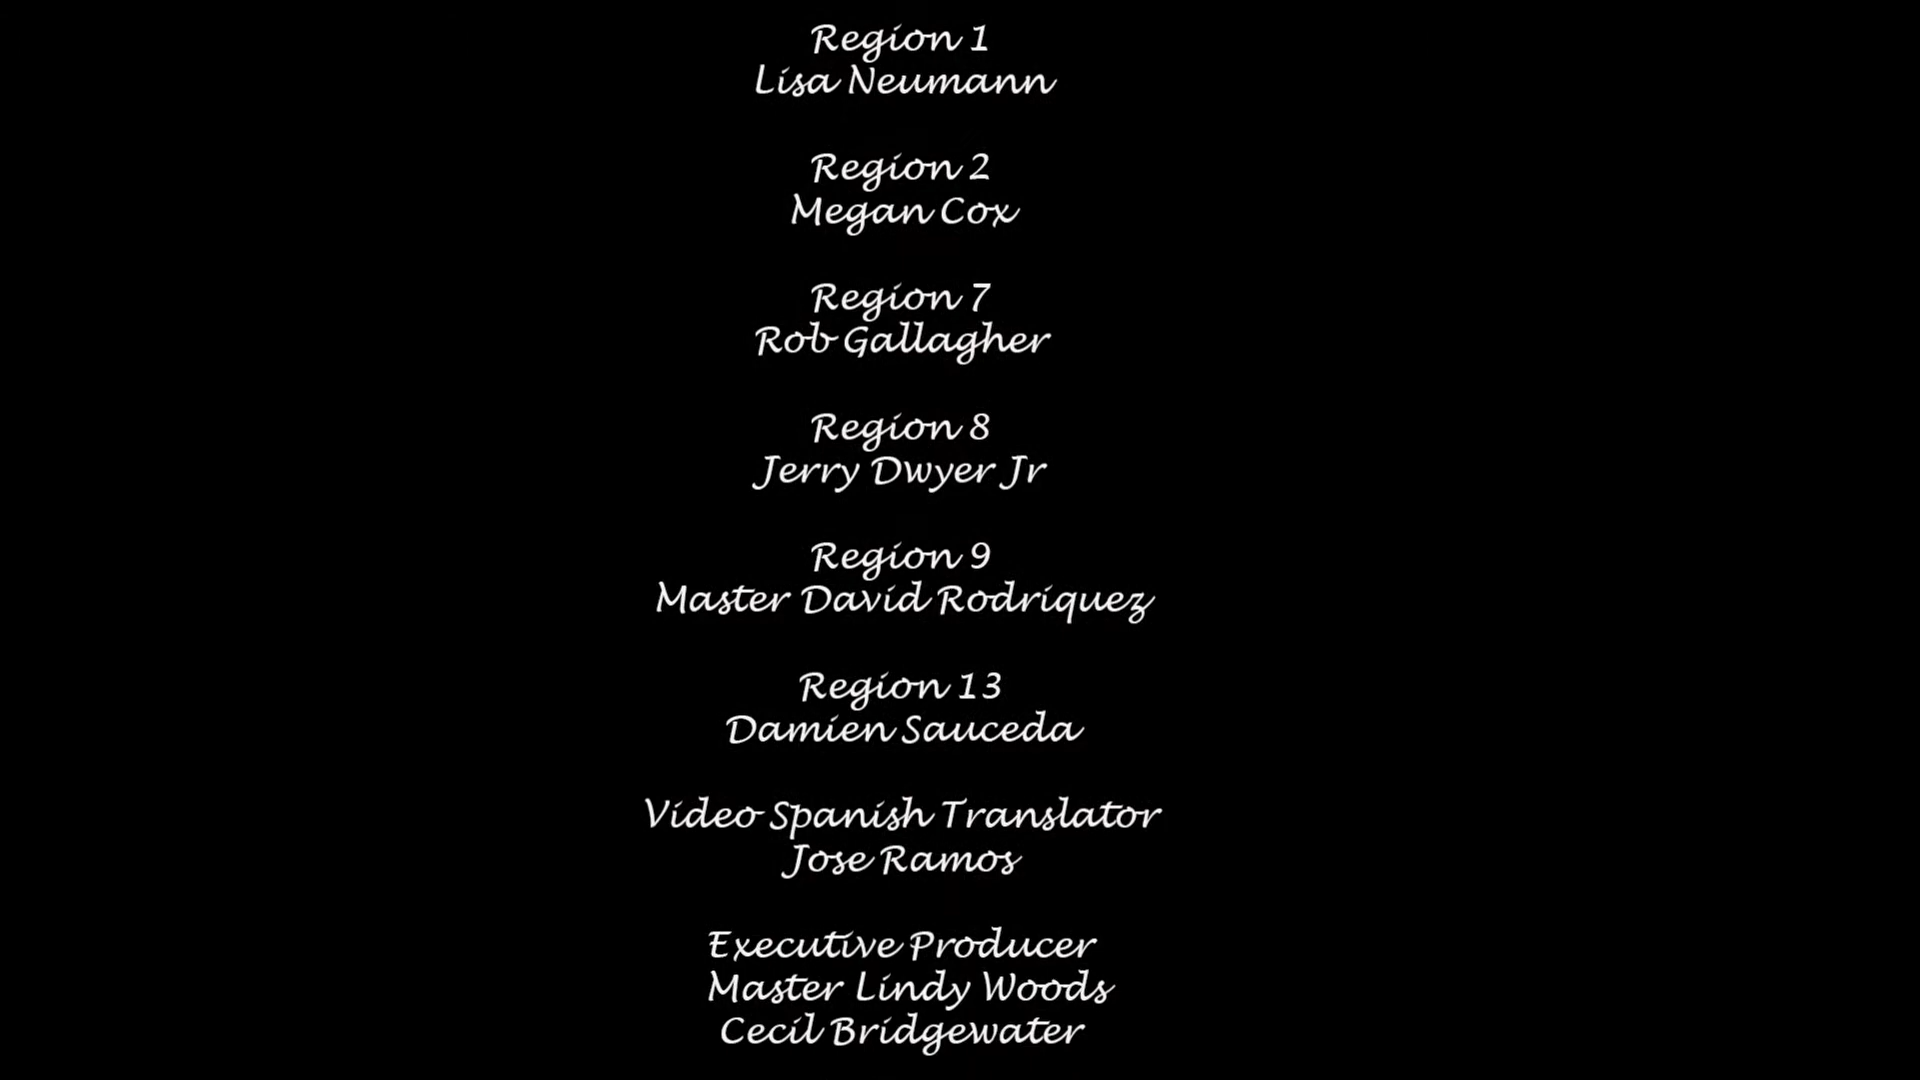 Region 1
Lisa Neumann
Region 2
Megan Cox
Region 7
Rob Gallagher
Region 8
Jerry Dwyer Jr
Region 9
Master David Rodriquez
Region 13
Damien Sauceda
Video Spanish Translator
Jose Ramos
Executive Producer
Master Lindy Woods
Cecil Bridgewater